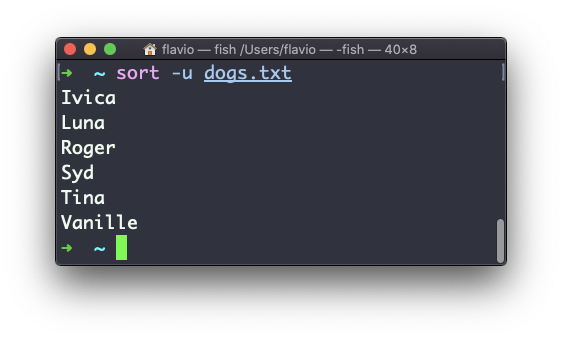 flavio — fish /Users/flavio — -fish — 40×8
➜ ~ sort -u dogs.txt
Ivica
Luna
Roger
Syd
Tina
Vanille
➜ ~